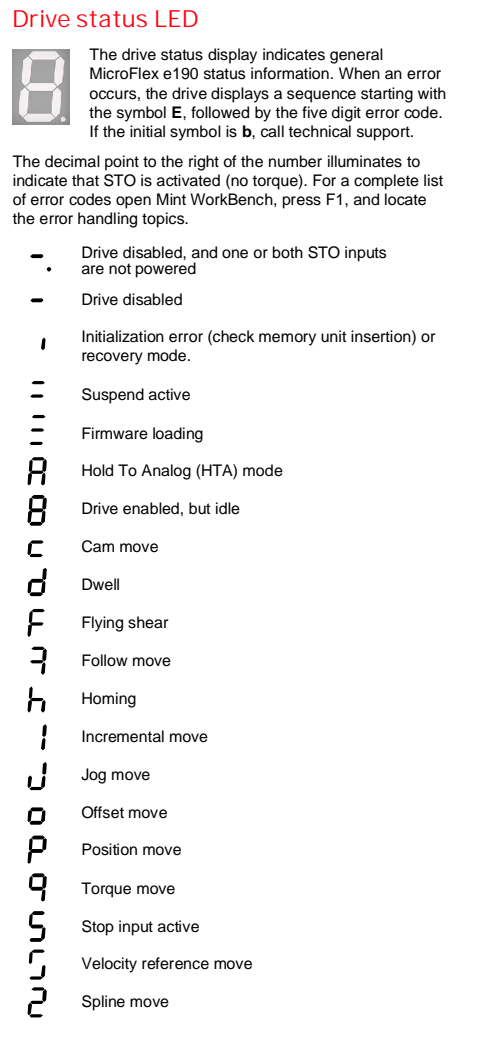 Drive status LED
The drive status display indicates general
MicroFlex e190 status information. When an error
occurs, the drive displays a sequence starting with
the symbol E, followed by the five digit error code.
If the initial symbol is b, call technical support.
The decimal point to the right of the number illuminates to
indicate that STO is activated (no torque). For a complete list
of error codes open Mint WorkBench, press F1, and locate
the error handling topics.
Drive disabled, and one or both STO inputs
are not powered
Drive disabled
Initialization error (check memory unit insertion) or
recovery mode.
Suspend active
Firmware loading
A Hold To Analog (HTA) mode
8 Drive enabled, but idle
c Cam move
d Dwell
F Flying shear
Follow move
h Homing
Incremental move
J Jog move
o Offset move
P Position move
q Torque move
S Stop input active
Velocity reference move
2 Spline move